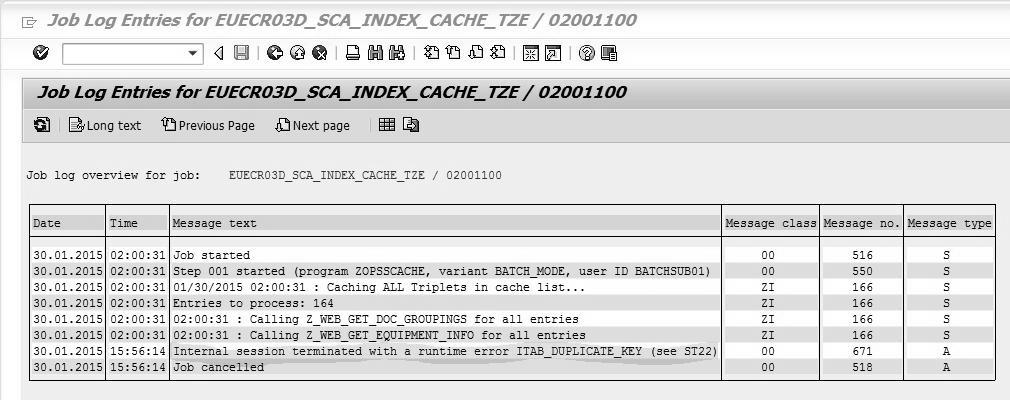 Job Log Entries for EUECR03D_SCA_INDEX_CACHE_TZE / 02001100
Job Log Entries for EUECR03D_SCA_INDEX_CACHE_TZE / 02001100
Long text Previous Page Next page
Job log overview for job: EUECR03D_SCA_INDEX_CACHE_TZE / 02001100
Date Time Message text Message class Message no. Message type
30.01.2015 02:00:31 Job started 00 516 S
30.01.2015 02:00:31 Step 001 started (program ZOPSSCACHE, variant BATCH_MODE, user ID BATCHSUB01) 00 550 S
30.01.2015 02:00:31 01/30/2015 02:00:31 : Caching ALL Triplets in cache list... ZI 166 S
30.01.2015 02:00:31 Entries to process: 164 ZI 166 S
30.01.2015 02:00:31 02:00:31 : Calling Z_WEB_GET_DOC_GROUPINGS for all entries ZI 166 S
30.01.2015 02:00:31 02:00:31 : Calling Z_WEB_GET_EQUIPMENT_INFO for all entries ZI 166 S
30.01.2015 15:56:14 Internal session terminated with a runtime error ITAB_DUPLICATE_KEY (see ST22) 00 671 A
30.01.2015 15:56:14 Job cancelled 00 518 A